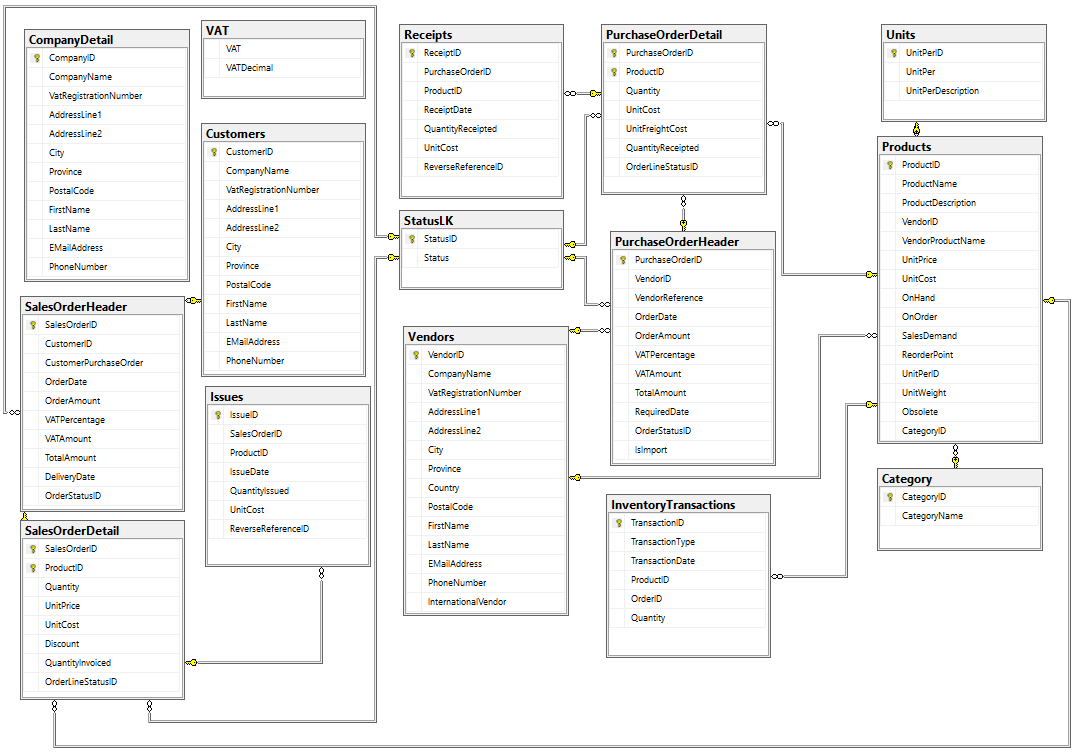 CompanyDetail
CompanyID
CompanyName
VatRegistrationNumber
AddressLine1
AddressLine2
City
Province
PostalCode
FirstName
LastName
EMailAddress
PhoneNumber
VAT
VAT
VATDecimal
Customers
CustomerID
CompanyName
VatRegistrationNumber
AddressLine1
AddressLine2
City
Province
PostalCode
FirstName
LastName
EMailAddress
PhoneNumber
SalesOrderHeader
SalesOrderID
CustomerID
CustomerPurchaseOrder
OrderDate
OrderAmount
VATPercentage
VATAmount
TotalAmount
DeliveryDate
OrderStatusID
Issues
IssueID
SalesOrderID
ProductID
IssueDate
QuantityIssued
UnitCost
ReverseReferenceID
SalesOrderDetail
SalesOrderID
ProductID
Quantity
UnitPrice
UnitCost
Discount
QuantityInvoiced
OrderLineStatusID
Receipts
ReceiptID
PurchaseOrderID
ProductID
ReceiptDate
QuantityReceipted
UnitCost
ReverseReferenceID
StatusLK
StatusID
Status
Vendors
VendorID
CompanyName
VatRegistrationNumber
AddressLine1
AddressLine2
City
Province
Country
PostalCode
FirstName
LastName
EMailAddress
PhoneNumber
InternationalVendor
PurchaseOrderDetail
PurchaseOrderID
ProductID
Quantity
UnitCost
UnitFreightCost
QuantityReceipted
OrderLineStatusID
PurchaseOrderHeader
PurchaseOrderID
VendorID
VendorReference
OrderDate
OrderAmount
VATPercentage
VATAmount
TotalAmount
RequiredDate
OrderStatusID
IsImport
InventoryTransactions
TransactionID
TransactionType
TransactionDate
ProductID
OrderID
Quantity
Units
UnitPerID
UnitPer
UnitPerDescription
Products
ProductID
ProductName
ProductDescription
VendorID
VendorProductName
UnitPrice
UnitCost
OnHand
OnOrder
SalesDemand
ReorderPoint
UnitPerID
UnitWeight
Obsolete
CategoryID
Category
CategoryID
CategoryName